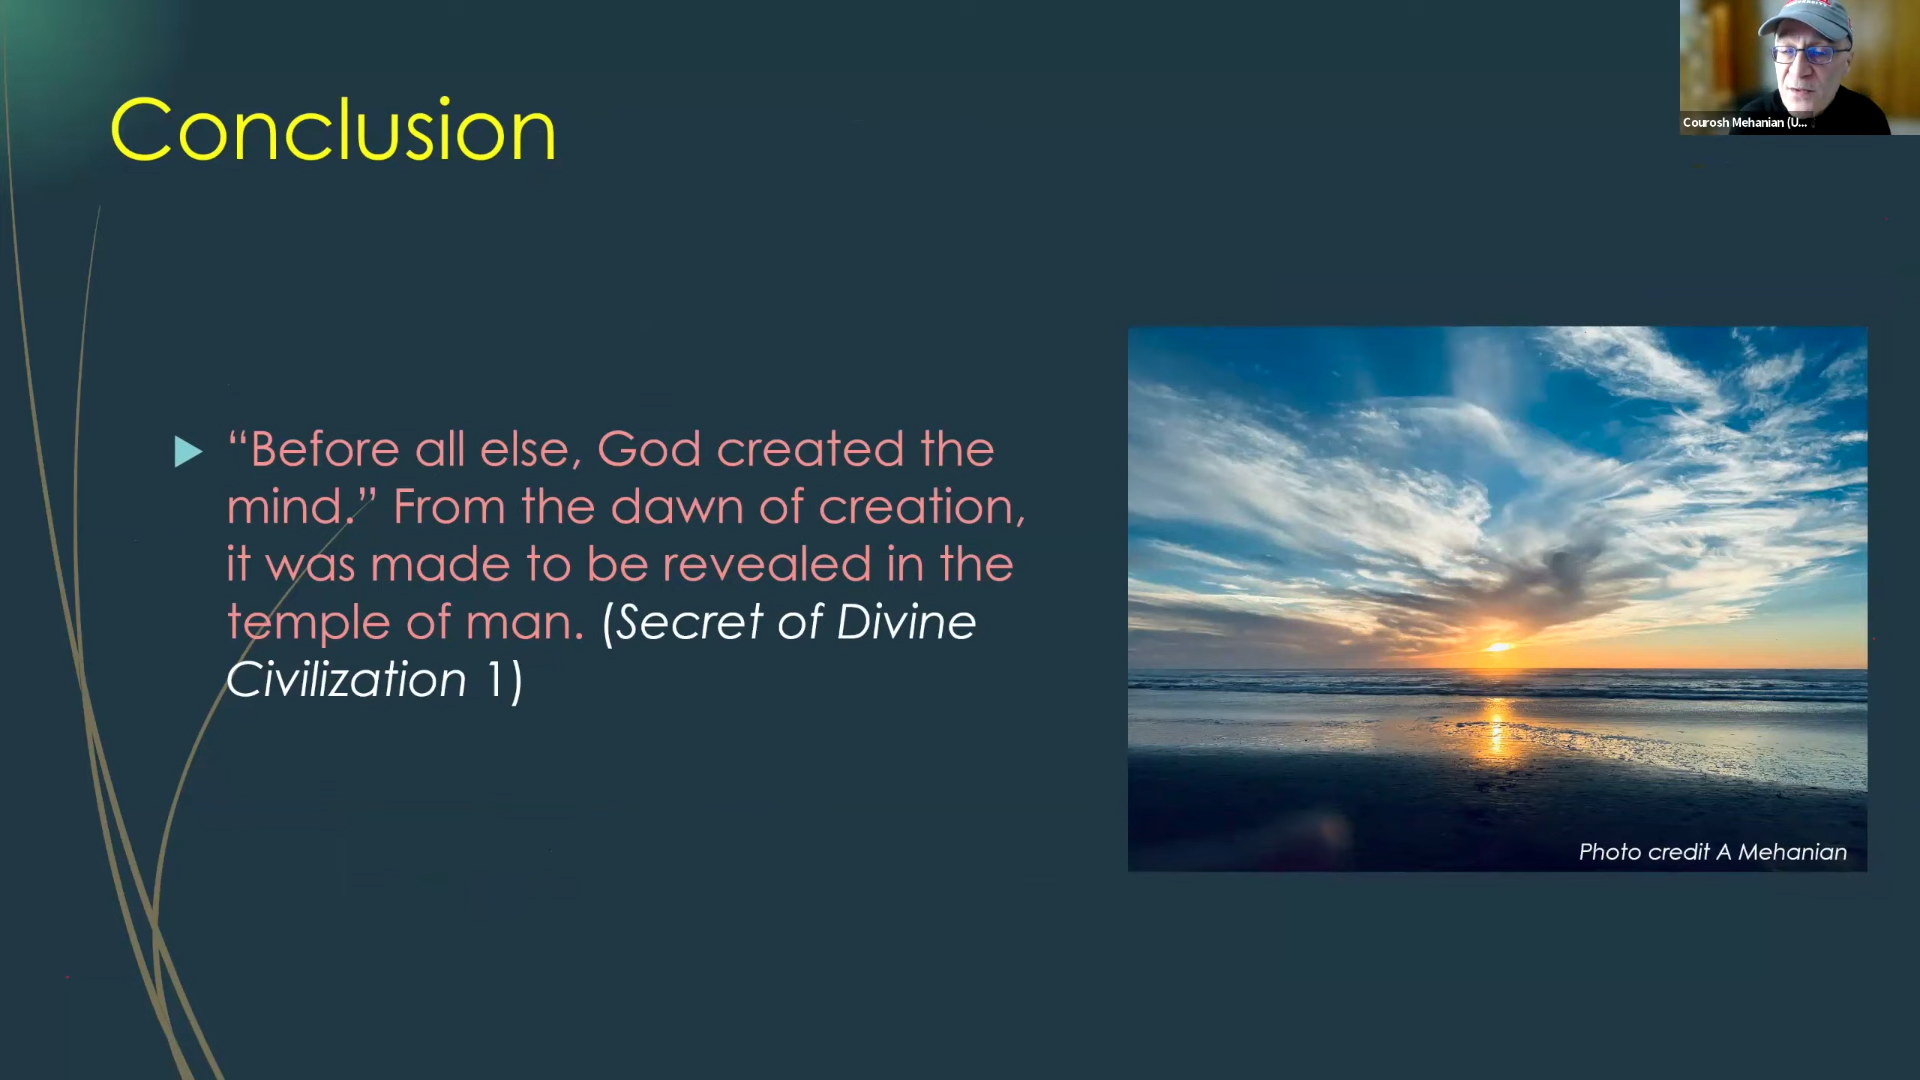 Conclusion
“Before all else, God created the
mind.” From the dawn of creation,
it was made to be revealed in the
temple of man. (Secret of Divine
Civilization 1)
Photo credit A Mehanian
Courosh Mehanian (U...